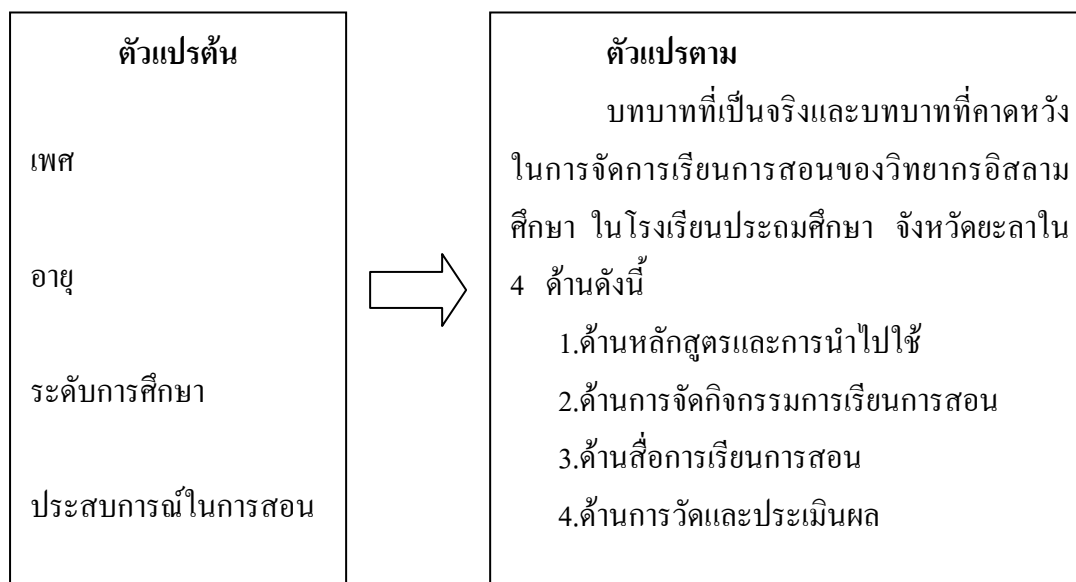 ตัวแปรต้น
เพศ
อายุ
ระดับการศึกษา
ประสบการณ์ในการสอน
ตัวแปรตาม
บทบาทที่เป็นจริงและบทบาทที่คาดหวัง
ในการจัดการเรียนการสอนของวิทยากรอิสลาม
ศึกษา ในโรงเรียนประถมศึกษา จังหวัดยะลาใน
4 ด้านดังนี้
1.ด้านหลักสูตรและการนำไปใช้
2.ด้านการจัดกิจกรรมการเรียนการสอน
3.ด้านสื่อการเรียนการสอน
4.ด้านการวัดและประเมินผล